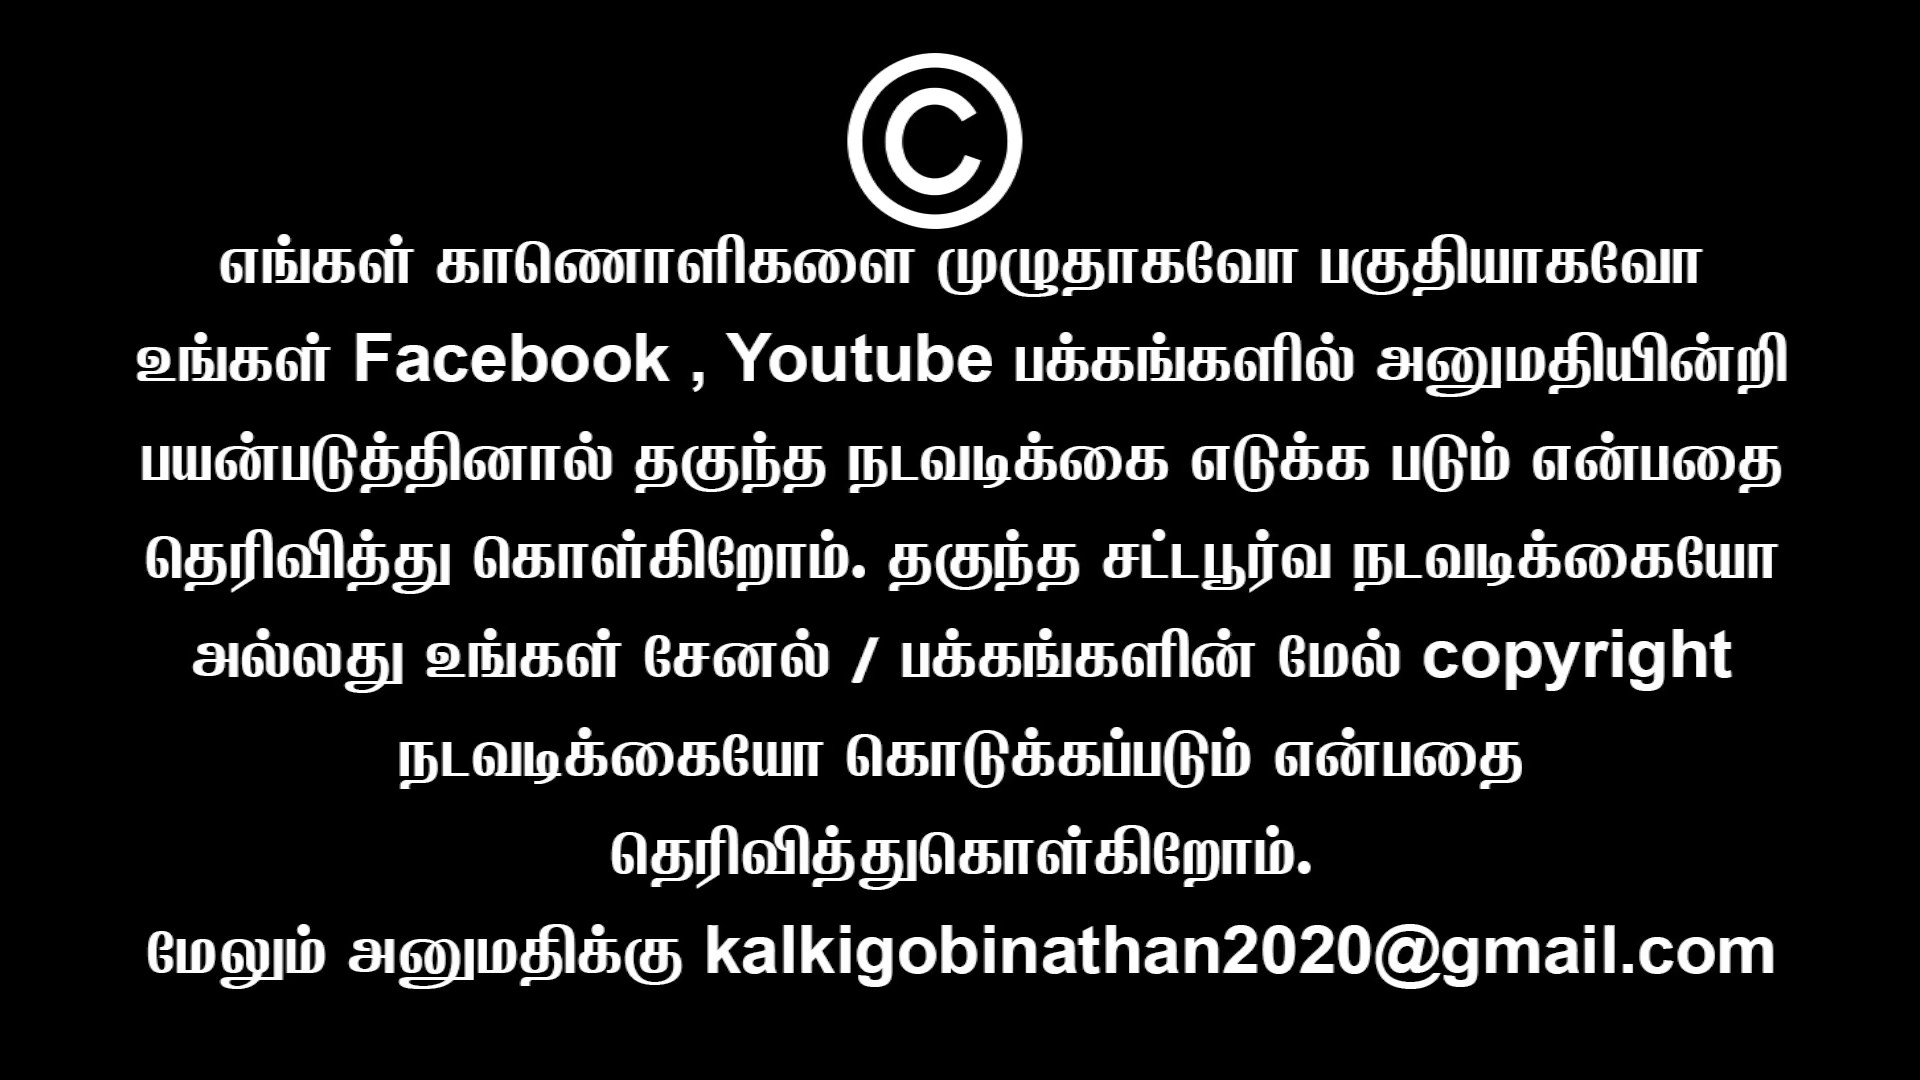 ©
எங்கள் காணொளிகளை முழுதாகவோ பகுதியாகவோ
உங்கள் Facebook , Youtube பக்கங்களில் அனுமதியின்றி
பயன்படுத்தினால் தகுந்த நடவடிக்கை எடுக்க படும் என்பதை
தெரிவித்து கொள்கிறோம். தகுந்த சட்டபூர்வ நடவடிக்கையோ
அல்லது உங்கள் சேனல் / பக்கங்களின் மேல் copyright
நடவடிக்கையோ கொடுக்கப்படும் என்பதை
தெரிவித்துகொள்கிறோம்.
மேலும் அனுமதிக்கு kalkigobinathan2020@gmail.com